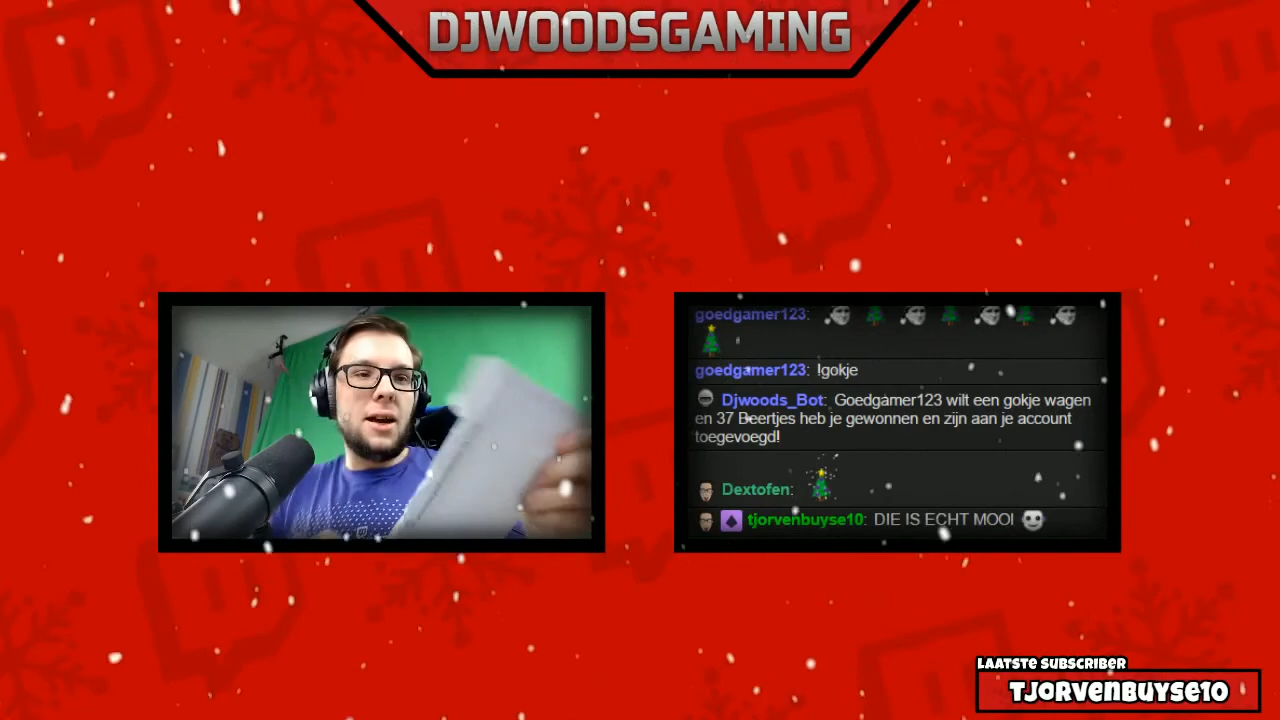 DJWOODSGAMING
goedgamer123:
goedgamer123: !gokje
Djwoods_Bot: Goedgamer123 wilt een gokje wagen
en 37 Beertjes heb je gewonnen en zijn aan je account
toegevoegd!
Dextofen:
tjorvenbuyse10: DIE IS ECHT MOOI
LAATSTE SUBSCRIBER
TJORVENBUYSE10